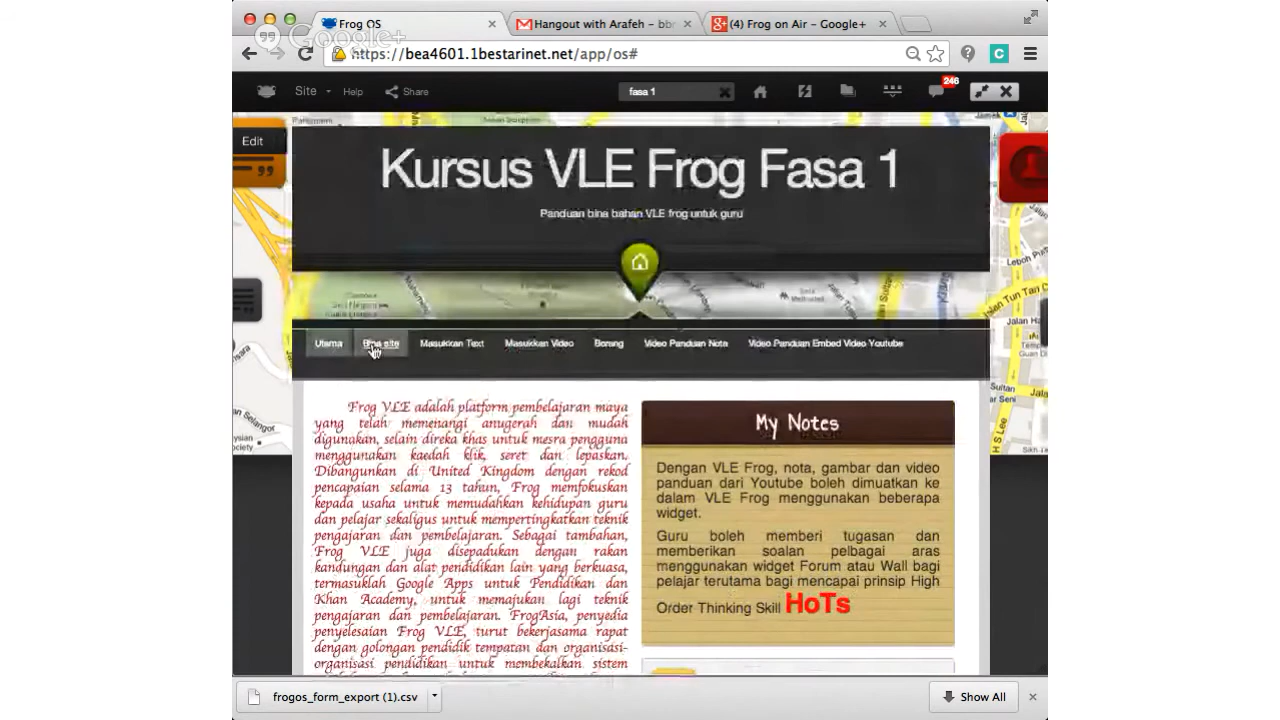 Frog OS
Hangout with Arafeh - bbr
(4) Frog on Air - Google+
Google+
https://bea4601.1bestarinet.net/app/os#
Site
Help
Share
fasa 1
246
Edit
Kursus VLE Frog Fasa 1
Panduan bina bahan VLE frog untuk guru
Utama
Bina site
Masukkan Text
Masukkan Video
Borang
Video Panduan Nota
Video Panduan Embed Video Youtube
Frog VLE adalah platform pembelajaran maya
yang telah memenangi anugerah dan mudah
digunakan, selain direka khas untuk mesra pengguna
menggunakan kaedah klik, seret dan lepaskan.
Dibangunkan di United Kingdom dengan rekod
pencapaian selama 13 tahun, Frog memfokuskan
kepada usaha untuk memudahkan kehidupan guru
dan pelajar sekaligus untuk mempertingkatkan teknik
pengajaran dan pembelajaran. Sebagai tambahan,
Frog VLE juga disepadukan dengan rakan
kandungan dan alat pendidikan lain yang berkuasa,
termasuklah Google Apps untuk Pendidikan dan
Khan Academy, untuk memajukan lagi teknik
pengajaran dan pembelajaran. FrogAsia, penyedia
penyelesaian Frog VLE, turut bekerjasama rapat
dengan golongan pendidik tempatan dan organisasi-
organisasi pendidikan untuk membekalkan sistem
My Notes
Dengan VLE Frog, nota, gambar dan video
panduan dari Youtube boleh dimuatkan ke
dalam VLE Frog menggunakan beberapa
widget.
Guru boleh memberi tugasan dan
memberikan soalan pelbagai aras
menggunakan widget Forum atau Wall bagi
pelajar terutama bagi mencapai prinsip High
Order Thinking Skill HoTs
frogos_form_export (1).csv
Show All